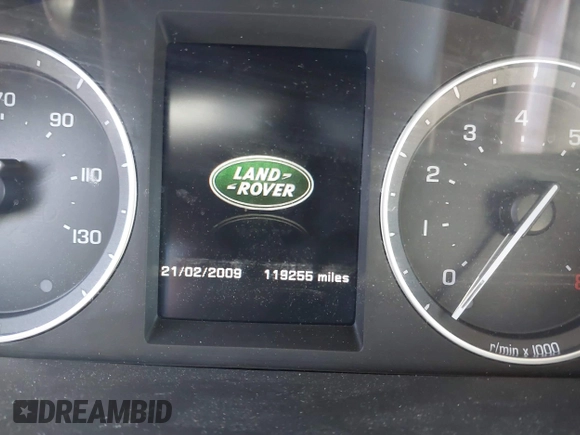 70
90
110
130
LAND-
-ROVER
21/02/2009 119255 miles
0
1
2
3
4
5
r/min x 1000
DREAMBID